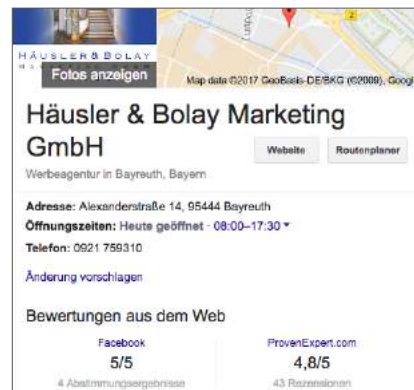 HÄUSLER & BOLAY
Fotos anzeigen
2
Map data ©2017 GeoBasis-DE/BKG (©2009), Googl
Häusler & Bolay Marketing
GmbH
Website
Routenplaner
Werbeagentur in Bayreuth, Bayern
Adresse: Alexanderstraße 14, 95444 Bayreuth
Öffnungszeiten: Heute geöffnet · 08:00–17:30
Telefon: 0921 759310
Änderung vorschlagen
Bewertungen aus dem Web
Facebook ProvenExpert.com
5/5 4,8/5
4 Abstimmungsergebnisse 43 Rezensionen